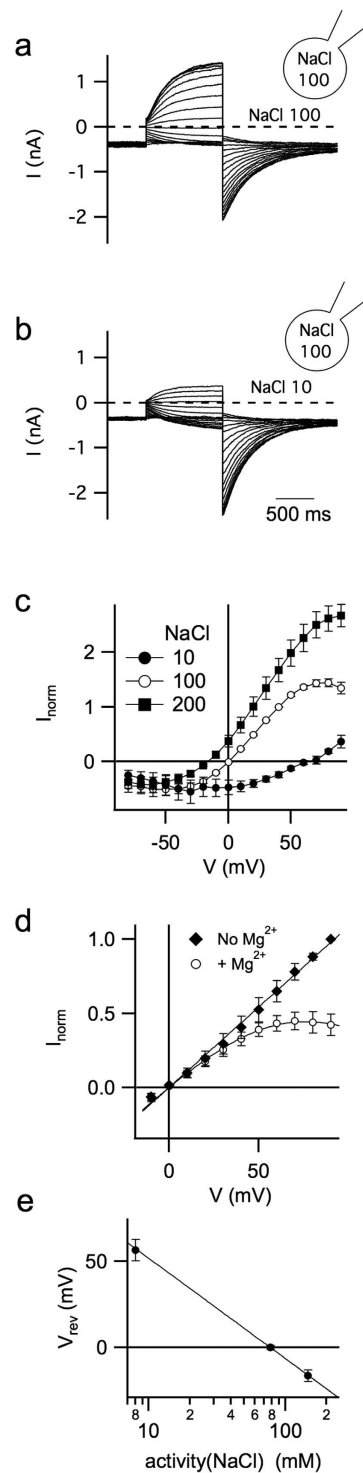 a
NaCl
100
1
0
-1
-2
I (nA)
NaCl 100
b
NaCl
100
1
0
-1
-2
I (nA)
NaCl 10
500 ms
c
NaCl
10
100
200
2
1
0
I_norm
-50 0 50
V (mV)
d
No Mg²⁺
+ Mg²⁺
1.0
0.5
0.0
I_norm
0 50
V (mV)
e
50
0
V_rev (mV)
8 10 2 4 6 8 100 2
activity(NaCl) (mM)